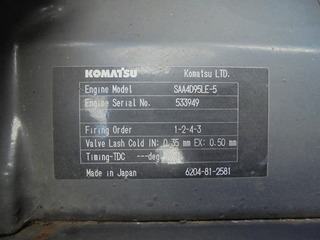 KOMATSU Komatsu LTD.
Engine Model SAA4D95LE-5
Engine Serial No. 533949
Firing Order 1-2-4-3
Valve Lash Cold IN: 0.35 mm EX: 0.50 mm
Timing-TDC ---deg
Made in Japan 6204-81-2581